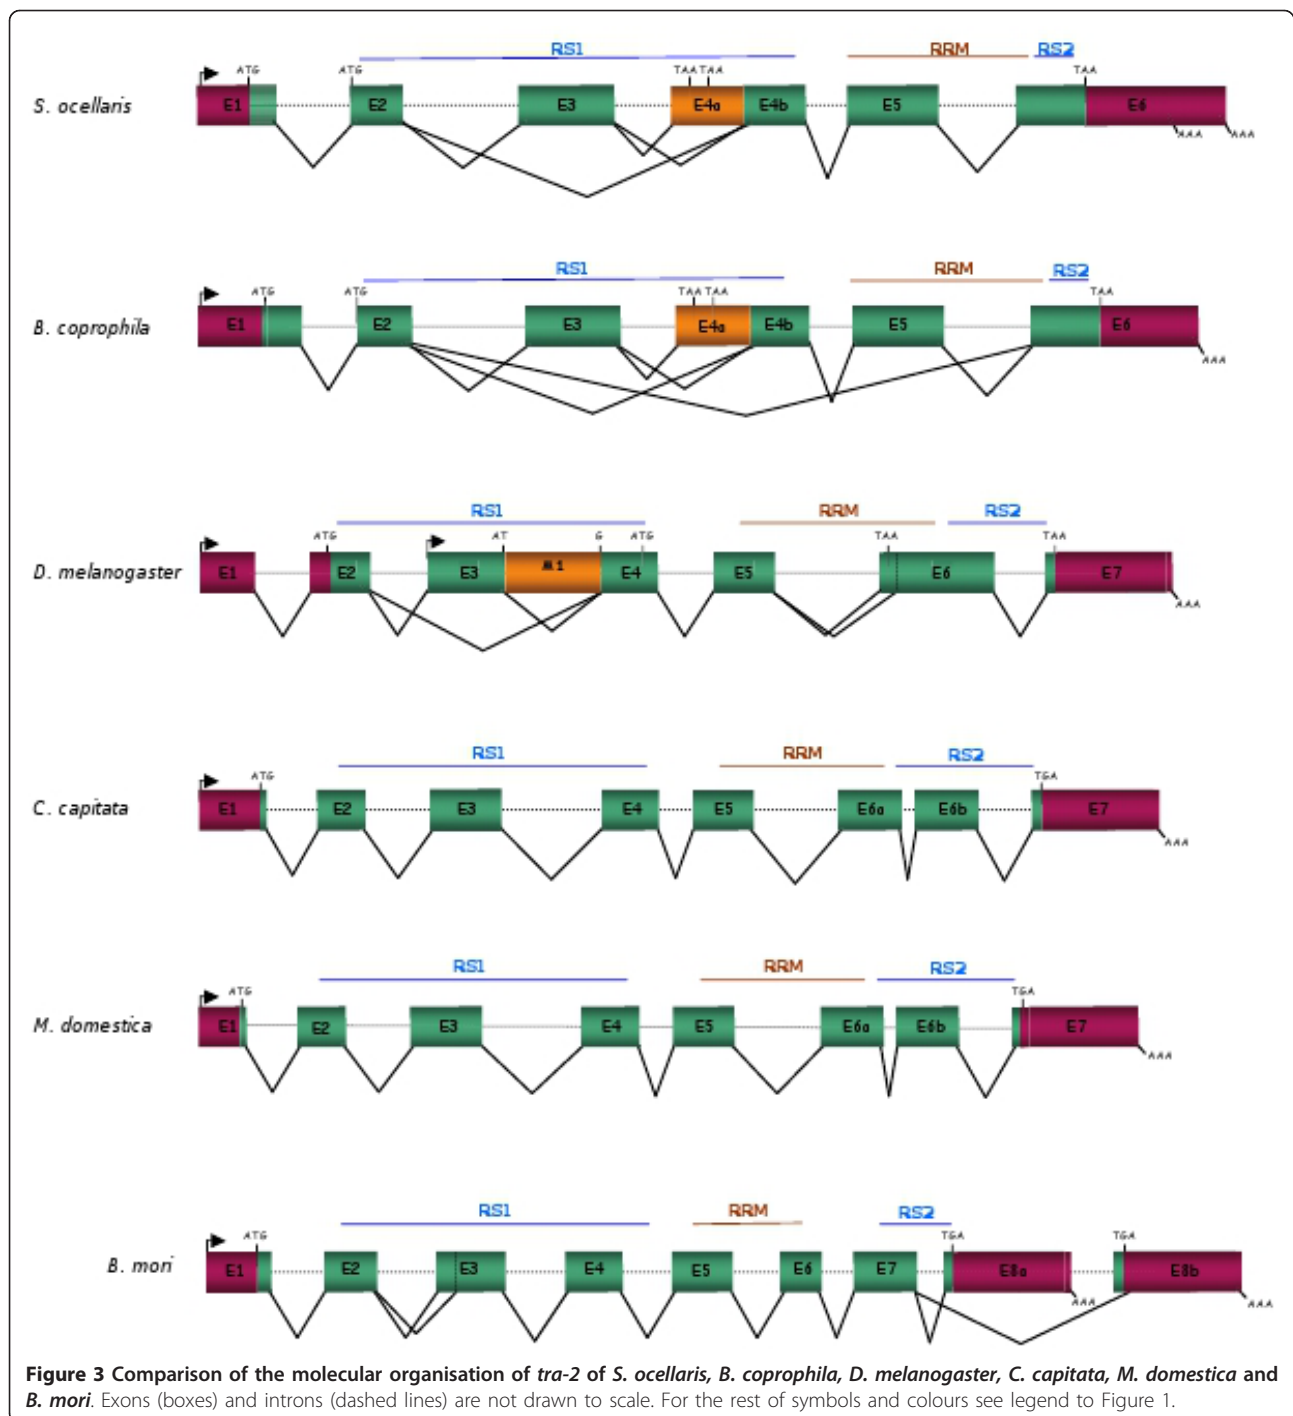 RS1 RRM RS2
ATG ATG TAA TAA TAA
S. ocellaris E1 E2 E3 E4a E4b E5 E6
AAA AAA
RS1 RRM RS2
ATG ATG TAA TAA TAA
B. coprophila E1 E2 E3 E4a E4b E5 E6
AAA
RS1 RRM RS2
ATG AT G ATG TAA TAA
D. melanogaster E1 E2 E3 M1 E4 E5 E6 E7
AAA
RS1 RRM RS2
ATG TGA
C. capitata E1 E2 E3 E4 E5 E6a E6b E7
AAA
RS1 RRM RS2
ATG TGA
M. domestica E1 E2 E3 E4 E5 E6a E6b E7
AAA
RS1 RRM RS2
ATG TGA TGA
B. mori E1 E2 E3 E4 E5 E6 E7 E8a E8b
AAA AAA
Figure 3 Comparison of the molecular organisation of tra-2 of S. ocellaris, B. coprophila, D. melanogaster, C. capitata, M. domestica and
B. mori. Exons (boxes) and introns (dashed lines) are not drawn to scale. For the rest of symbols and colours see legend to Figure 1.